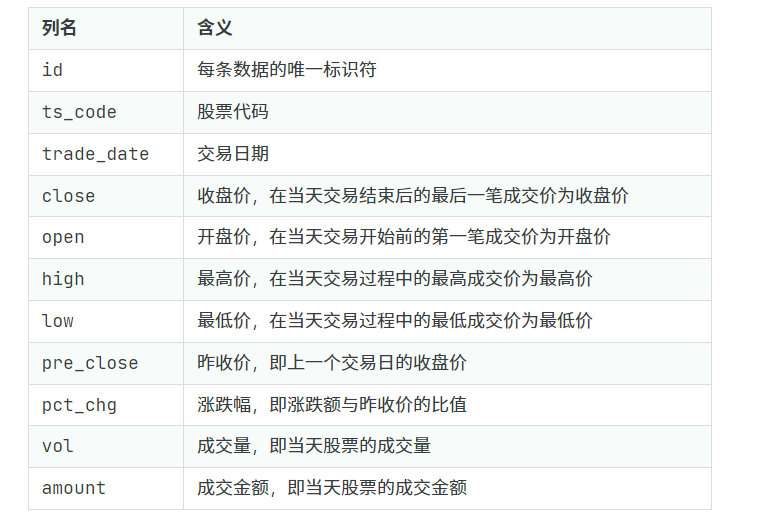 列名 含义
id 每条数据的唯一标识符
ts_code 股票代码
trade_date 交易日期
close 收盘价，在当天交易结束后的最后一笔成交价为收盘价
open 开盘价，在当天交易开始前的第一笔成交价为开盘价
high 最高价，在当天交易过程中的最高成交价为最高价
low 最低价，在当天交易过程中的最低成交价为最低价
pre_close 昨收价，即上一个交易日的收盘价
pct_chg 涨跌幅，即涨跌额与昨收价的比值
vol 成交量，即当天股票的成交量
amount 成交金额，即当天股票的成交金额